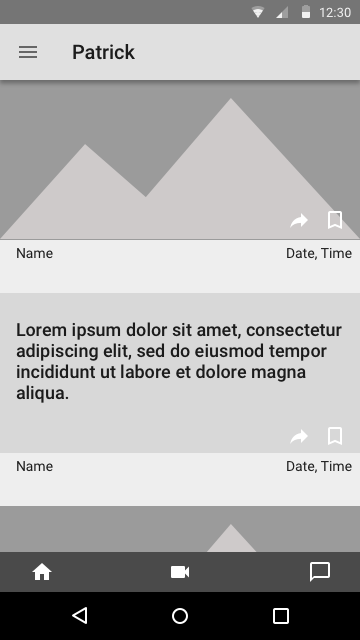 12:30
Patrick
Name Date, Time
Lorem ipsum dolor sit amet, consectetur
adipiscing elit, sed do eiusmod tempor
incididunt ut labore et dolore magna
aliqua.
Name Date, Time